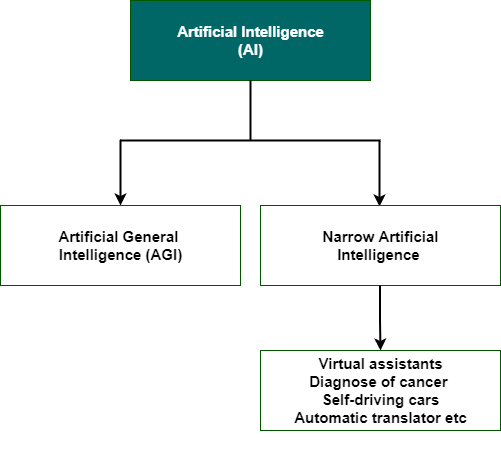 Artificial Intelligence
(AI)
Artificial General
Intelligence (AGI)
Narrow Artificial
Intelligence
Virtual assistants
Diagnose of cancer
Self-driving cars
Automatic translator etc